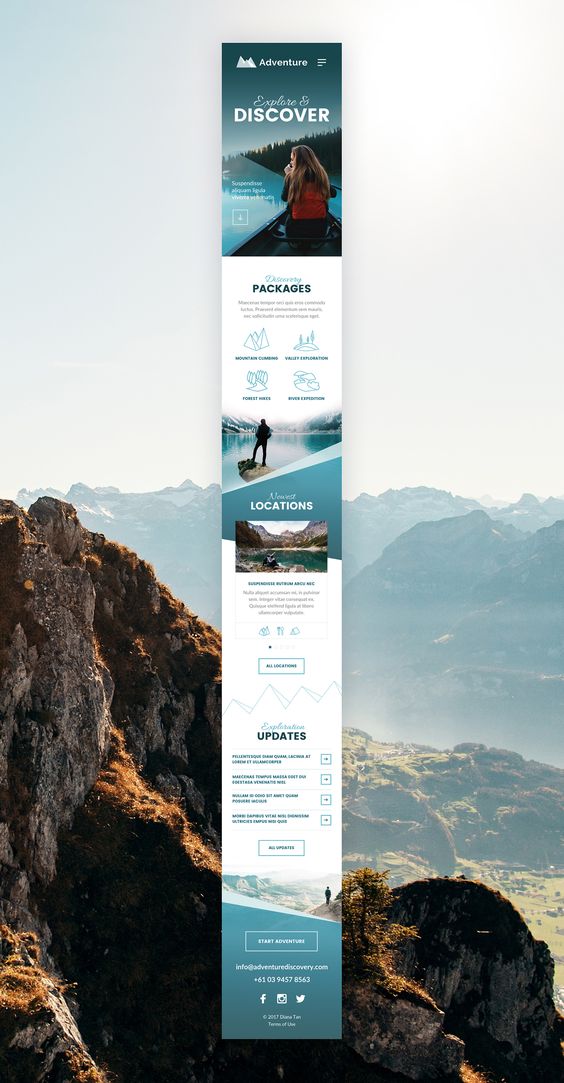 Adventure
Explore &
DISCOVER
Suspendisse
aliquam ligula
viverra venenatis
Discovery
PACKAGES
Maecenas tempor orci quis eros commodo
luctus. Praesent elementum sem mauris,
nec sollicitudin urna scelerisque eget.
MOUNTAIN CLIMBING
VALLEY EXPLORATION
FOREST HIKES
RIVER EXPEDITION
Newest
LOCATIONS
SUSPENDISSE RUTRUM ARCU NEC
Nulla aliquet accumsan mi, in pulvinar
sem. Integer vitae consequat ex.
Quisque eleifend ligula at libero
ullamcorper vulputate.
ALL LOCATIONS
Exploration
UPDATES
PELLENTESQUE DIAM QUAM, LACINIA AT
LOREM ET ULLAMCORPER
MAECENAS TEMPUS MASSA EGET DUI
EGESTAEA VENENATIS NISL
NULLAM ID ODIO SIT AMET QUAM
POSUERE IACULIS
MORBI DAPIBUS VITAE NISL DIGNISSIM
ULTRICIES EMPUS NISI QUIS
ALL UPDATES
START ADVENTURE
info@adventurediscovery.com
+61 03 9457 8563
© 2017 Diana Tan
Terms of Use